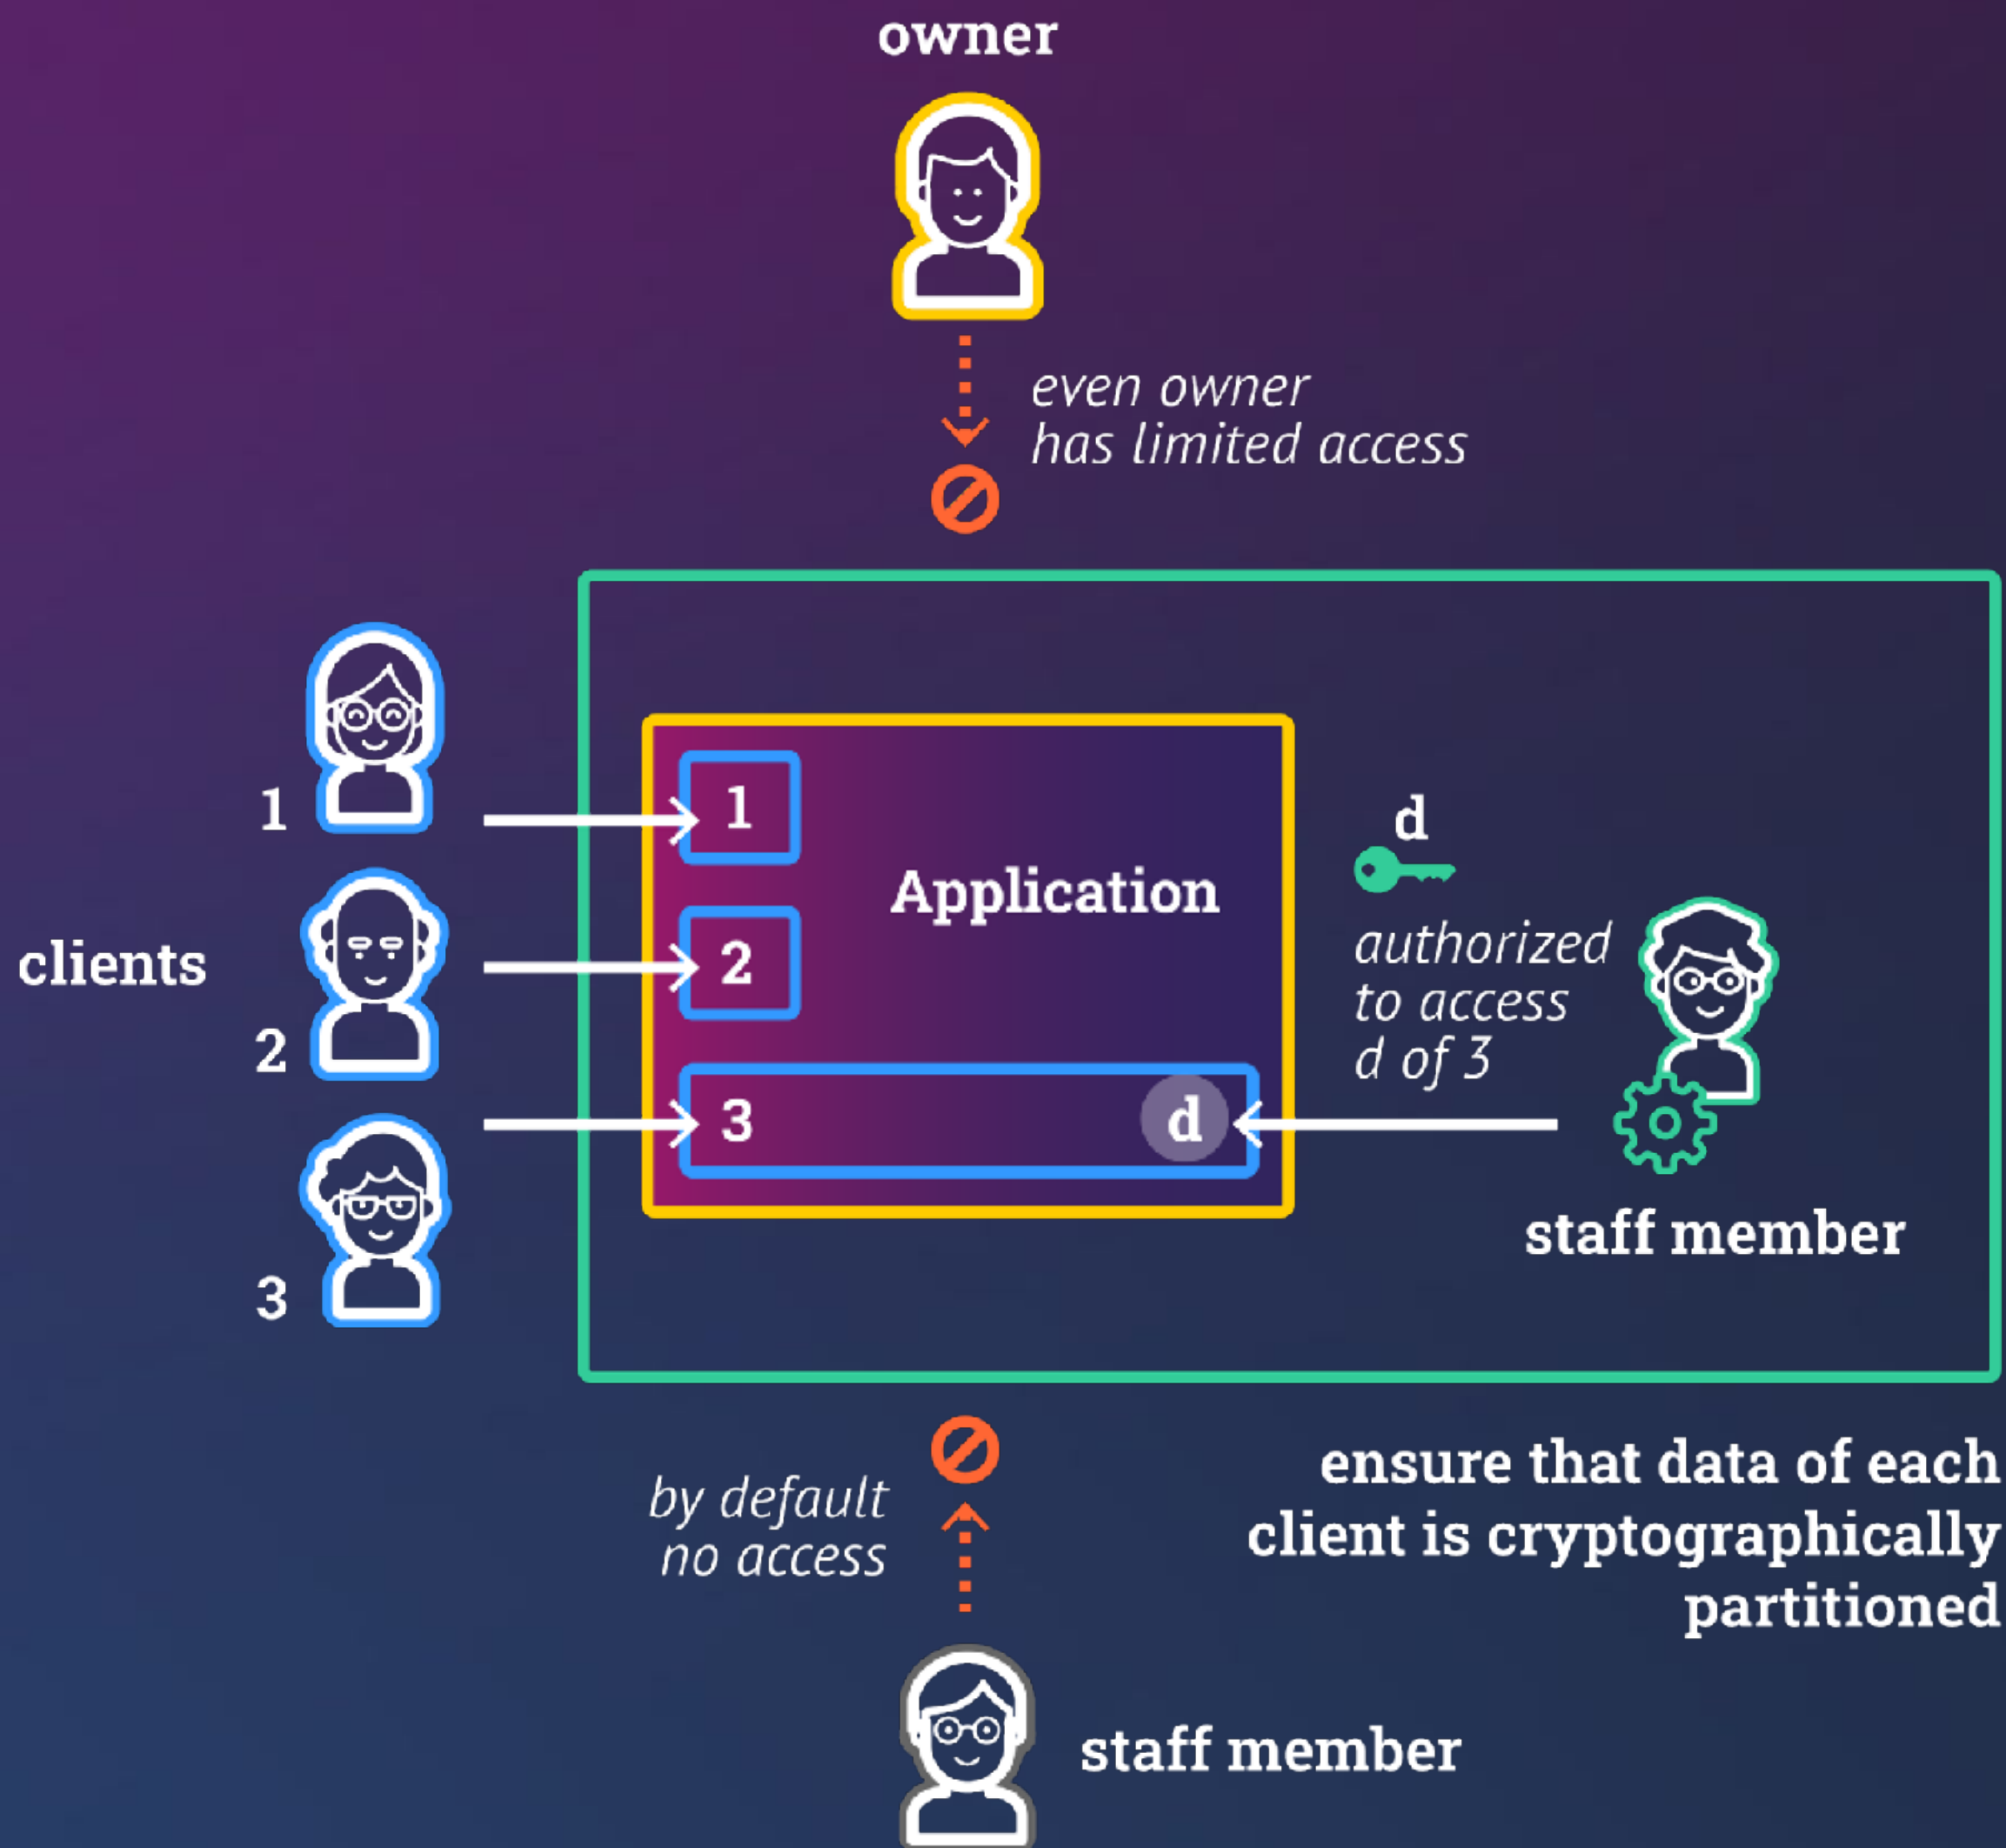 owner
even owner
has limited access
clients
1
2
3
1
2
3
Application
d
d
authorized
to access
d of 3
staff member
by default
no access
ensure that data of each
client is cryptographically
partitioned
staff member